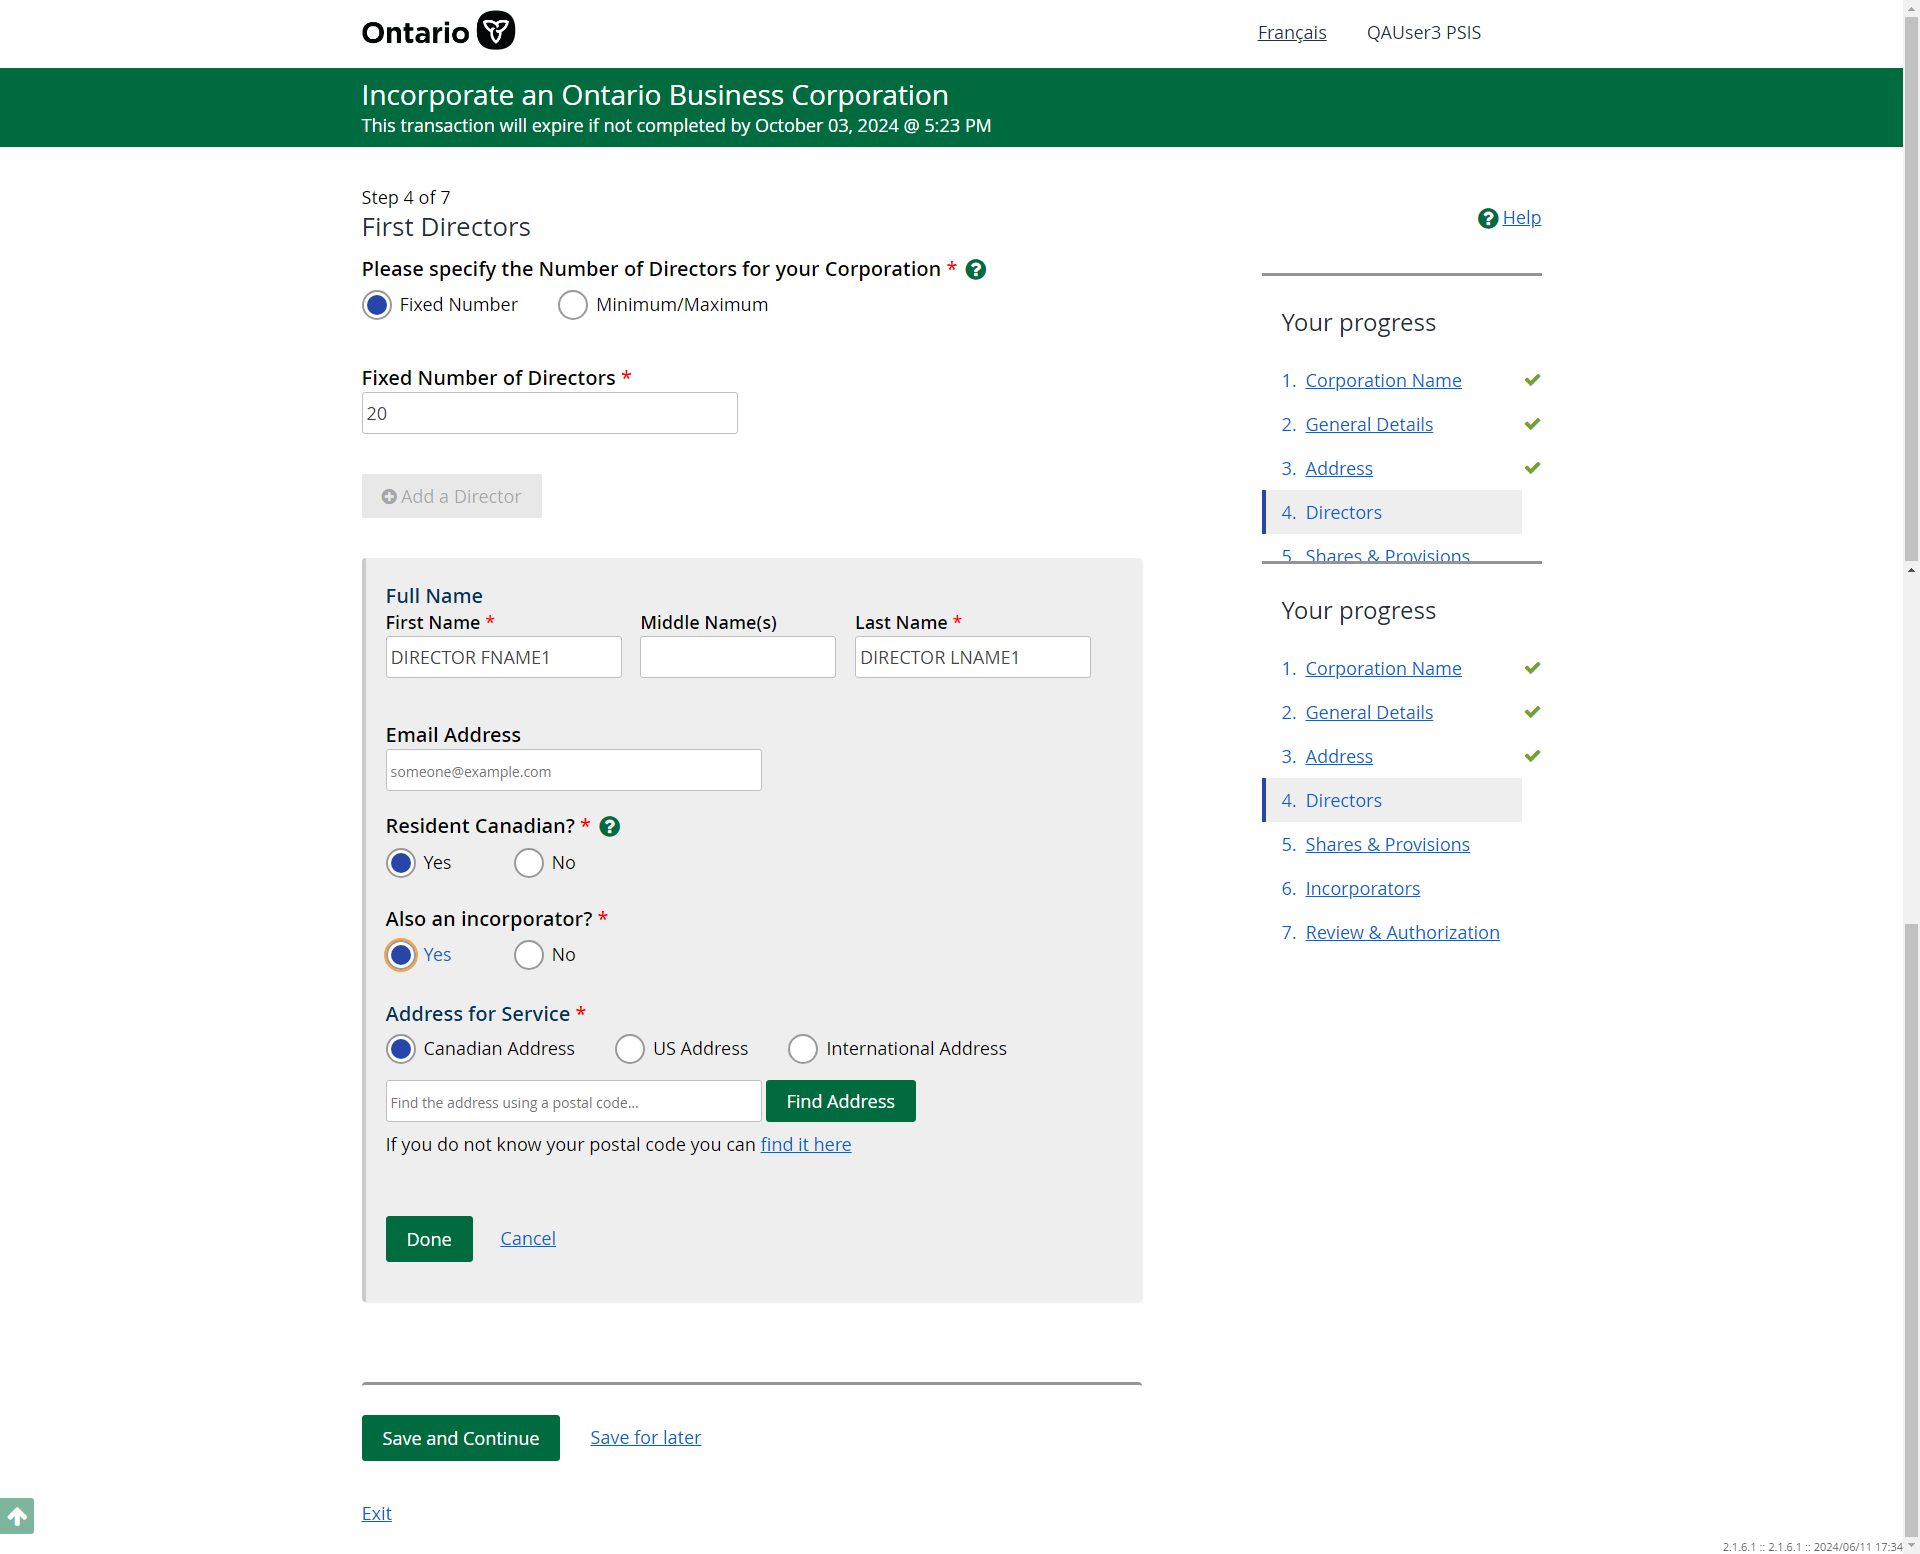 Ontario
Français
QAUser3 PSIS
Incorporate an Ontario Business Corporation
This transaction will expire if not completed by October 03, 2024 @ 5:23 PM
Step 4 of 7
First Directors
Help
Please specify the Number of Directors for your Corporation *
Fixed Number
Minimum/Maximum
Fixed Number of Directors *
20
Add a Director
Full Name
First Name *
Middle Name(s)
Last Name *
DIRECTOR FNAME1
DIRECTOR LNAME1
Email Address
someone@example.com
Resident Canadian? *
Yes
No
Also an incorporator? *
Yes
No
Address for Service *
Canadian Address
US Address
International Address
Find the address using a postal code...
Find Address
If you do not know your postal code you can find it here
Done
Cancel
Save and Continue
Save for later
Exit
Your progress
1. Corporation Name
2. General Details
3. Address
4. Directors
5. Shares & Provisions
Your progress
1. Corporation Name
2. General Details
3. Address
4. Directors
5. Shares & Provisions
6. Incorporators
7. Review & Authorization
2.1.6.1 :: 2.1.6.1 :: 2024/06/11 17:34